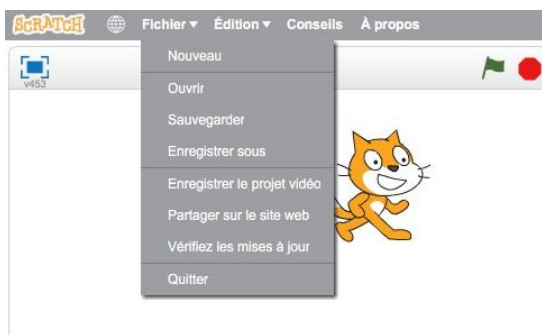 SCRATCH Fichier Édition Conseils À propos
v453
Nouveau
Ouvrir
Sauvegarder
Enregistrer sous
Enregistrer le projet vidéo
Partager sur le site web
Vérifiez les mises à jour
Quitter